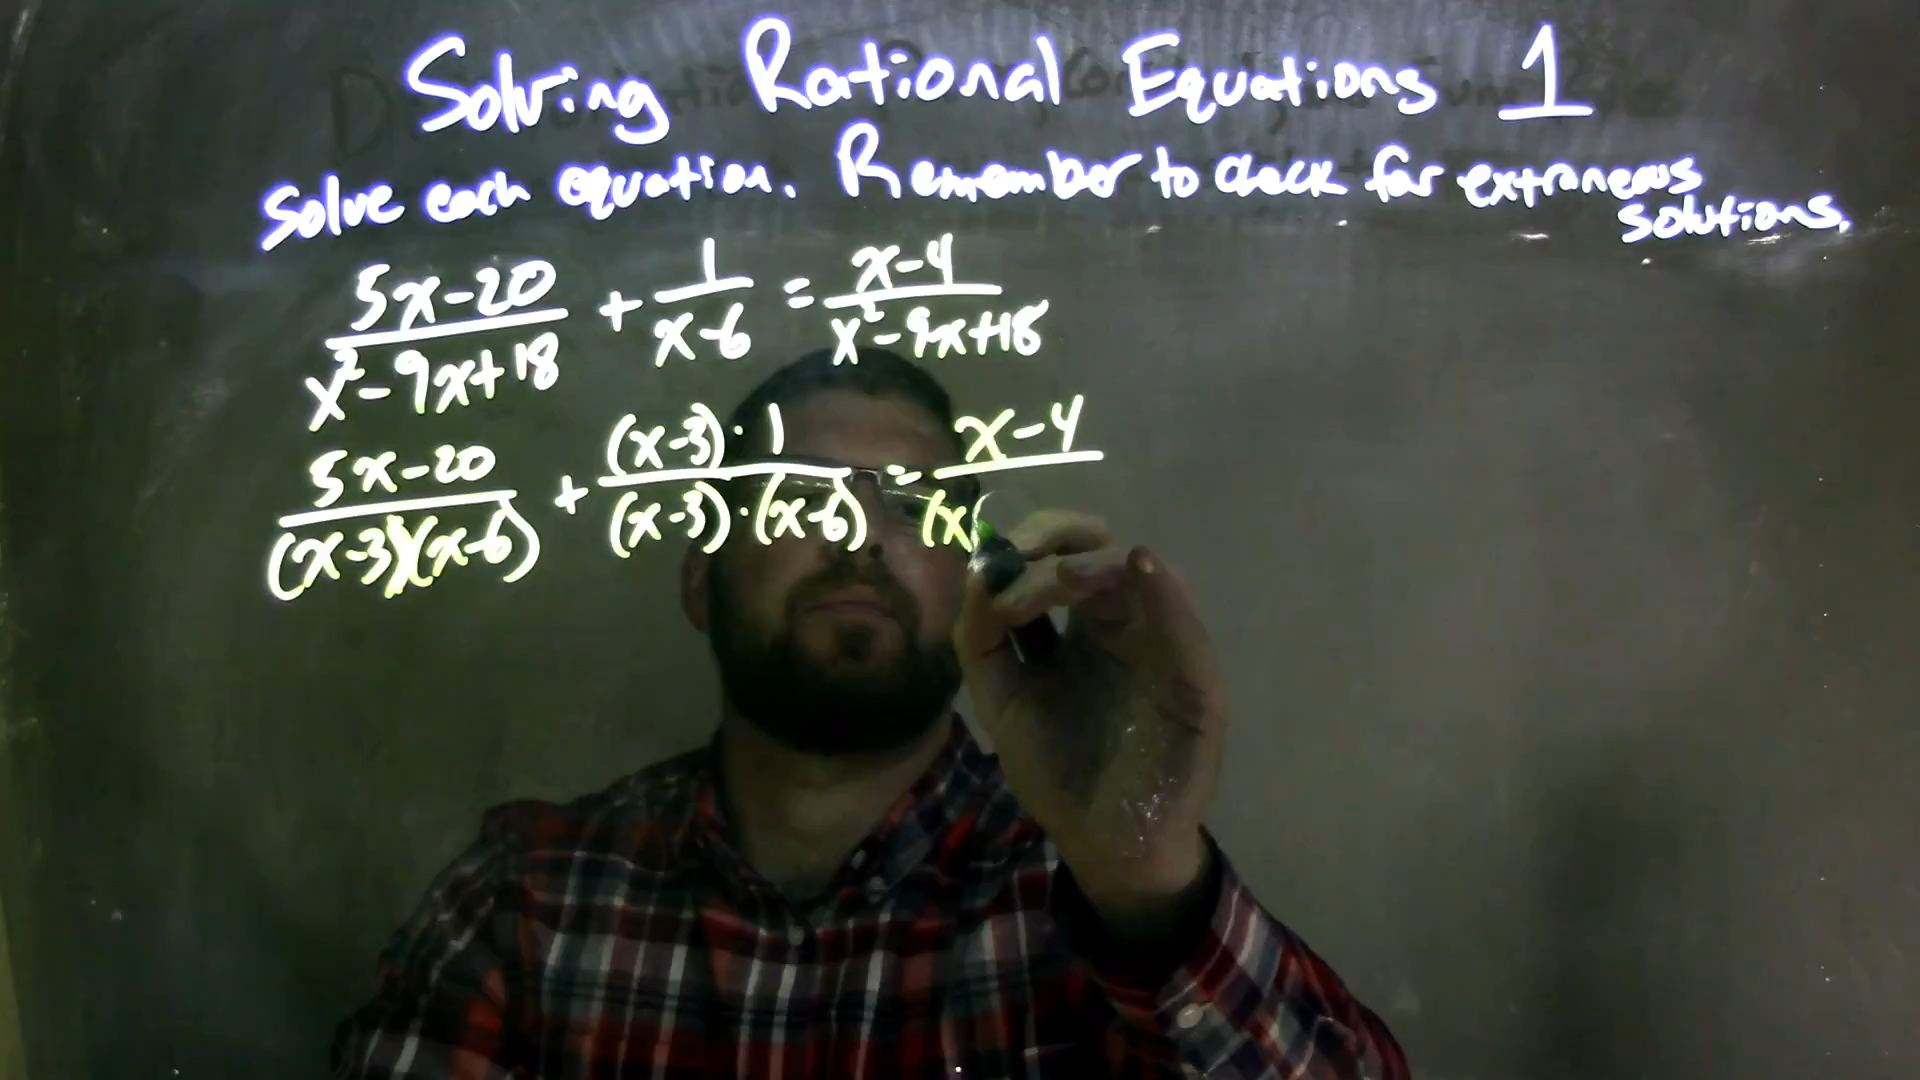 Solving Rational Equations 1
Solve each equation. Remember to check for extraneous solutions.
(5x-20)/(x²-9x+18) + 1/(x-6) = (x-4)/(x²-9x+18)
(5x-20)/((x-3)(x-6)) + ((x-3)·1)/((x-3)·(x-6)) = (x-4)/(x